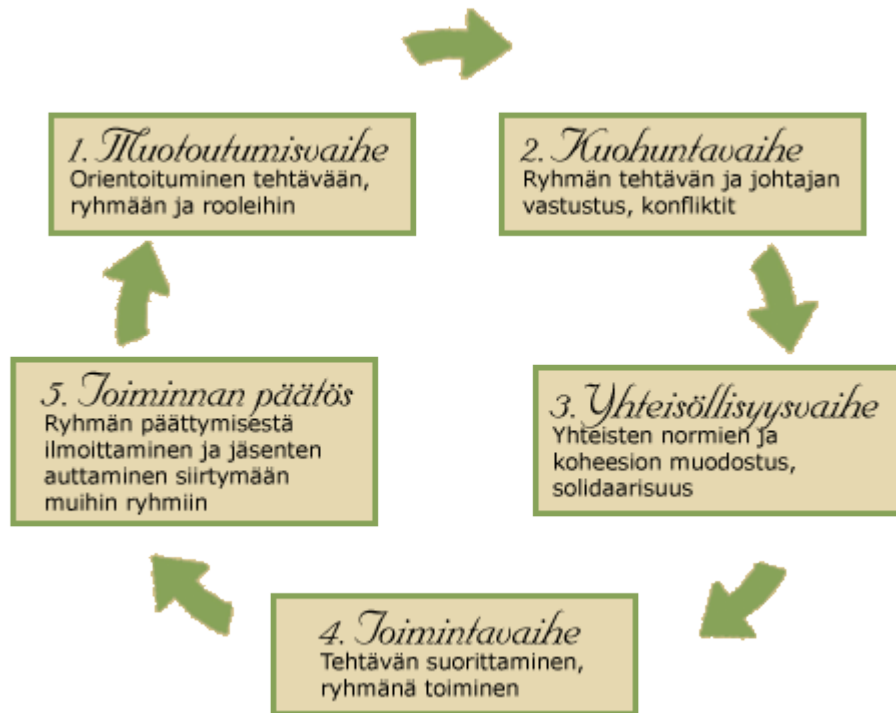 1. Muotoutumisvaihe
Orientoituminen tehtävään,
ryhmään ja rooleihin
2. Kuohuntavaihe
Ryhmän tehtävän ja johtajan
vastustus, konfliktit
3. Yhteisöllisyysvaihe
Yhteisten normien ja
koheesion muodostus,
solidaarisuus
4. Toimintavaihe
Tehtävän suorittaminen,
ryhmänä toiminen
5. Toiminnan päätös
Ryhmän päättymisestä
ilmoittaminen ja jäsenten
auttaminen siirtymään
muihin ryhmiin